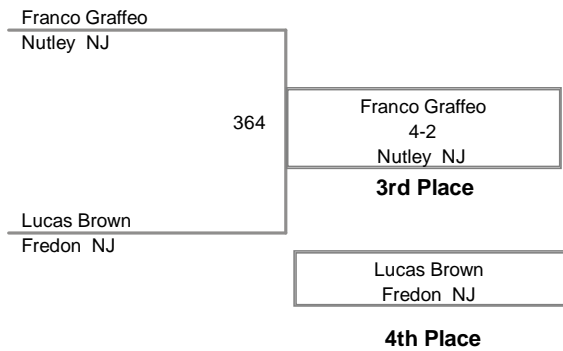 Franco Graffeo
Nutley NJ
364
Franco Graffeo
4-2
Nutley NJ
3rd Place
Lucas Brown
Fredon NJ
Lucas Brown
Fredon NJ
4th Place